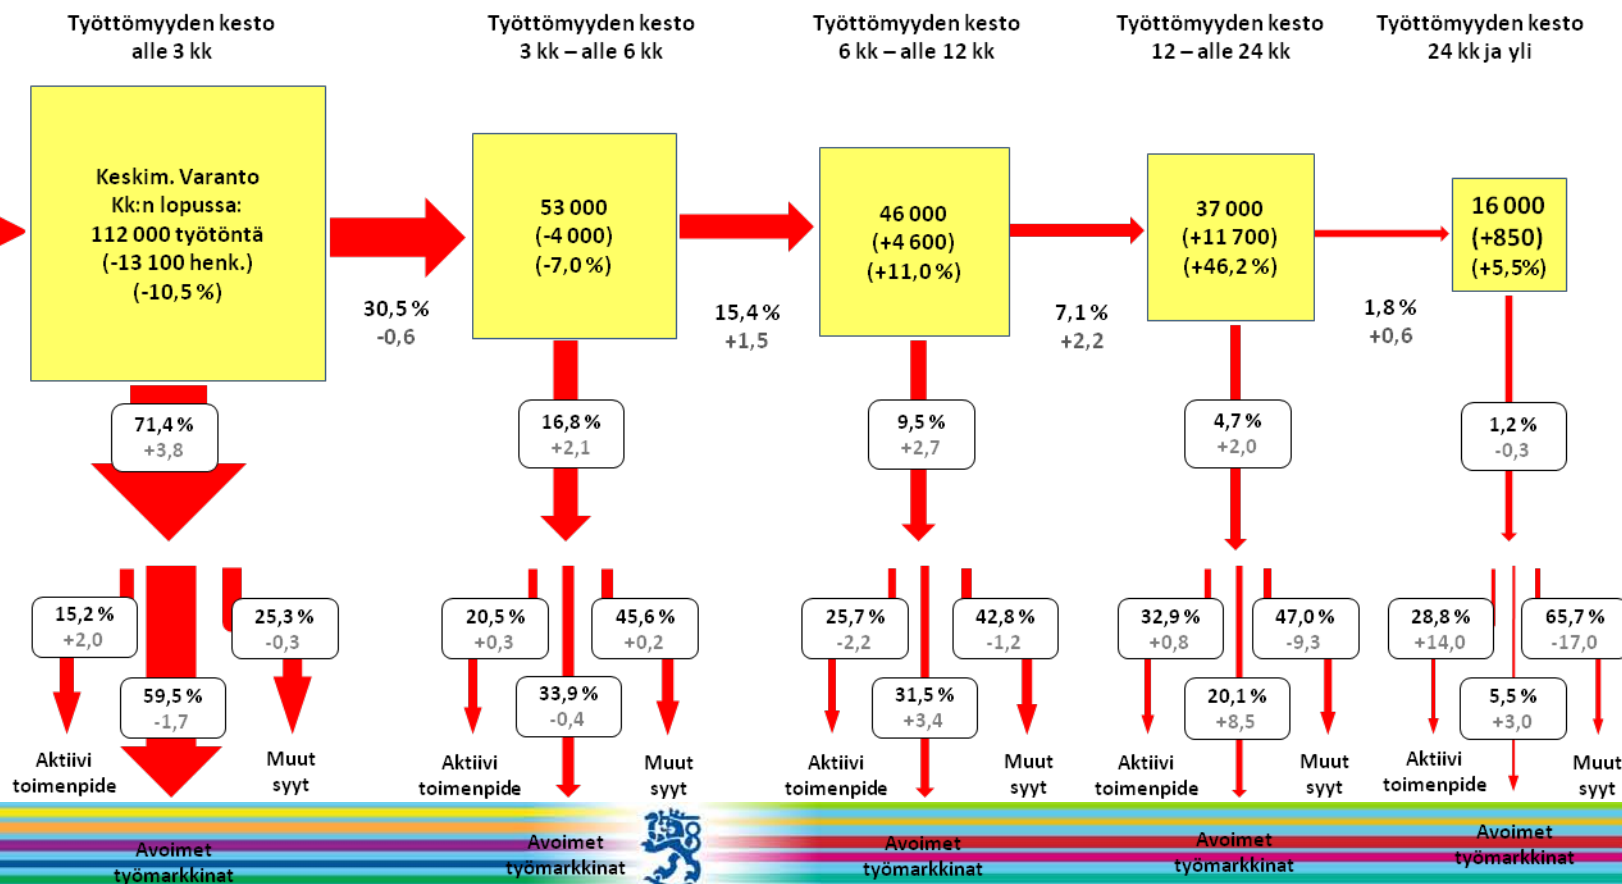 Työttömyyden kesto
alle 3 kk
Työttömyyden kesto
3 kk – alle 6 kk
Työttömyyden kesto
6 kk – alle 12 kk
Työttömyyden kesto
12 – alle 24 kk
Työttömyyden kesto
24 kk ja yli
Keskim. Varanto
Kk:n lopussa:
112 000 työtöntä
(-13 100 henk.)
(-10,5 %)
53 000
(-4 000)
(-7,0 %)
46 000
(+4 600)
(+11,0 %)
37 000
(+11 700)
(+46,2 %)
16 000
(+850)
(+5,5%)
30,5 %
-0,6
15,4 %
+1,5
7,1 %
+2,2
1,8 %
+0,6
71,4 %
+3,8
16,8 %
+2,1
9,5 %
+2,7
4,7 %
+2,0
1,2 %
-0,3
15,2 %
+2,0
59,5 %
-1,7
25,3 %
-0,3
20,5 %
+0,3
33,9 %
-0,4
45,6 %
+0,2
25,7 %
-2,2
31,5 %
+3,4
42,8 %
-1,2
32,9 %
+0,8
20,1 %
+8,5
47,0 %
-9,3
28,8 %
+14,0
5,5 %
+3,0
65,7 %
-17,0
Aktiivi
toimenpide
Muut
syyt
Aktiivi
toimenpide
Muut
syyt
Aktiivi
toimenpide
Muut
syyt
Aktiivi
toimenpide
Muut
syyt
Aktiivi
toimenpide
Muut
syyt
Avoimet
työmarkkinat
Avoimet
työmarkkinat
Avoimet
työmarkkinat
Avoimet
työmarkkinat
Avoimet
työmarkkinat